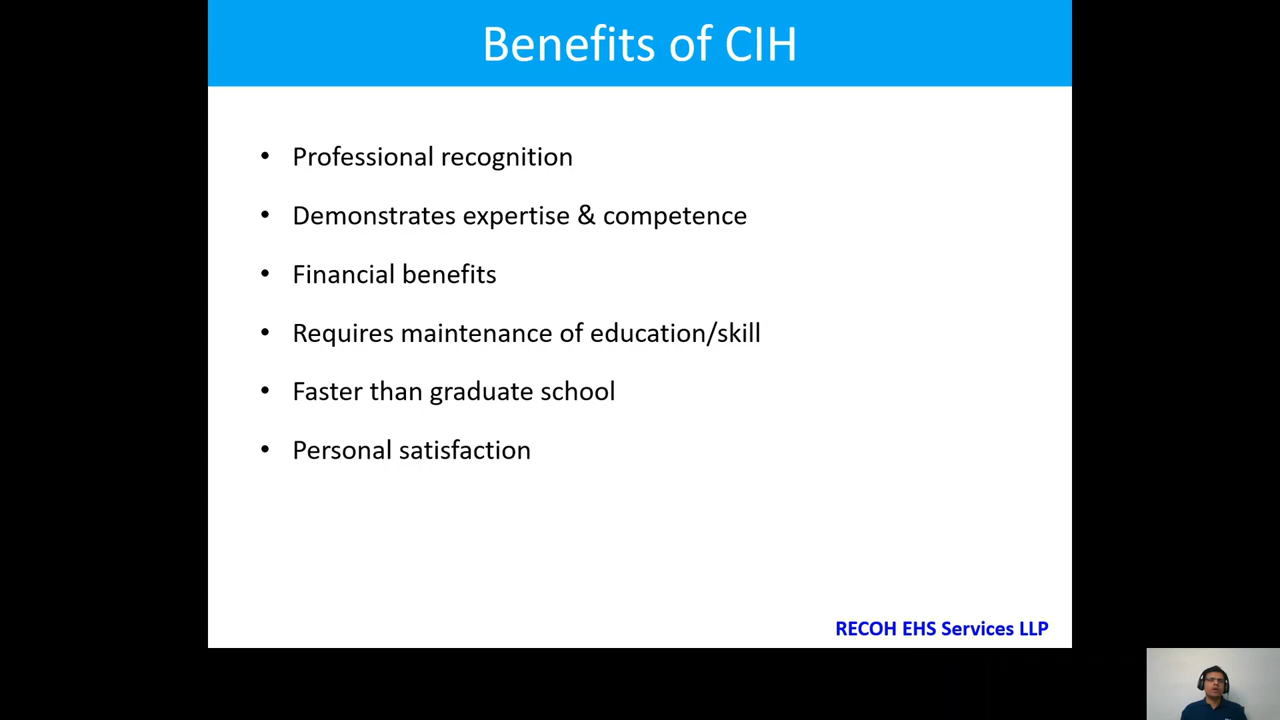 Benefits of CIH
• Professional recognition
• Demonstrates expertise & competence
• Financial benefits
• Requires maintenance of education/skill
• Faster than graduate school
• Personal satisfaction
RECOH EHS Services LLP